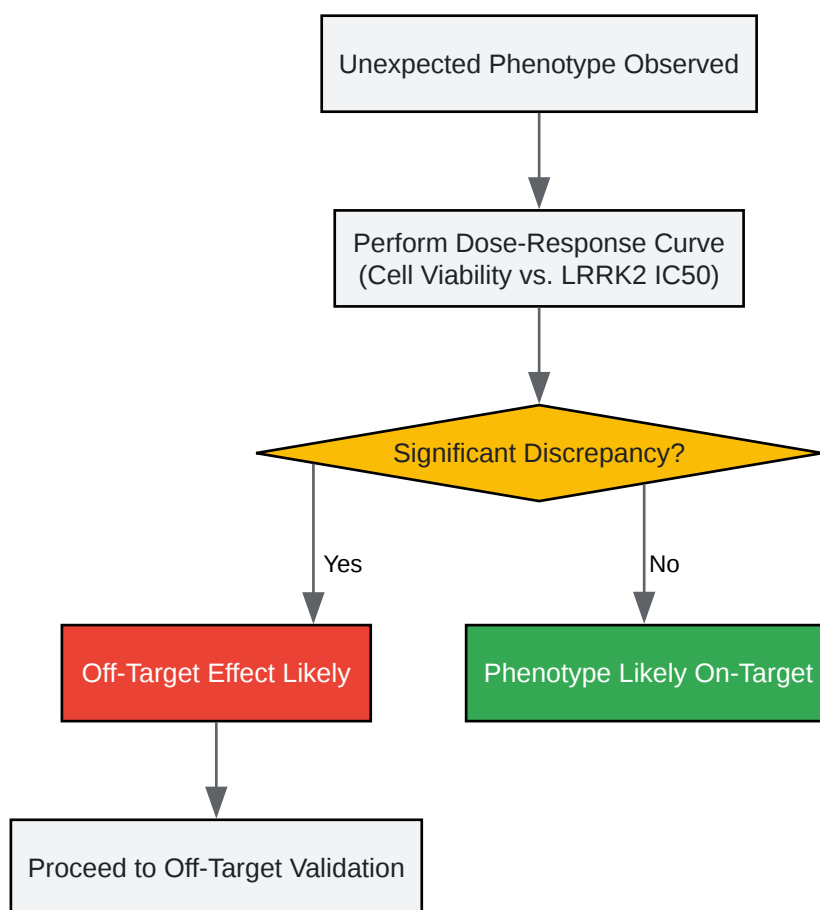 Unexpected Phenotype Observed
Perform Dose-Response Curve
(Cell Viability vs. LRRK2 IC50)
Significant Discrepancy?
Yes
No
Off-Target Effect Likely
Phenotype Likely On-Target
Proceed to Off-Target Validation